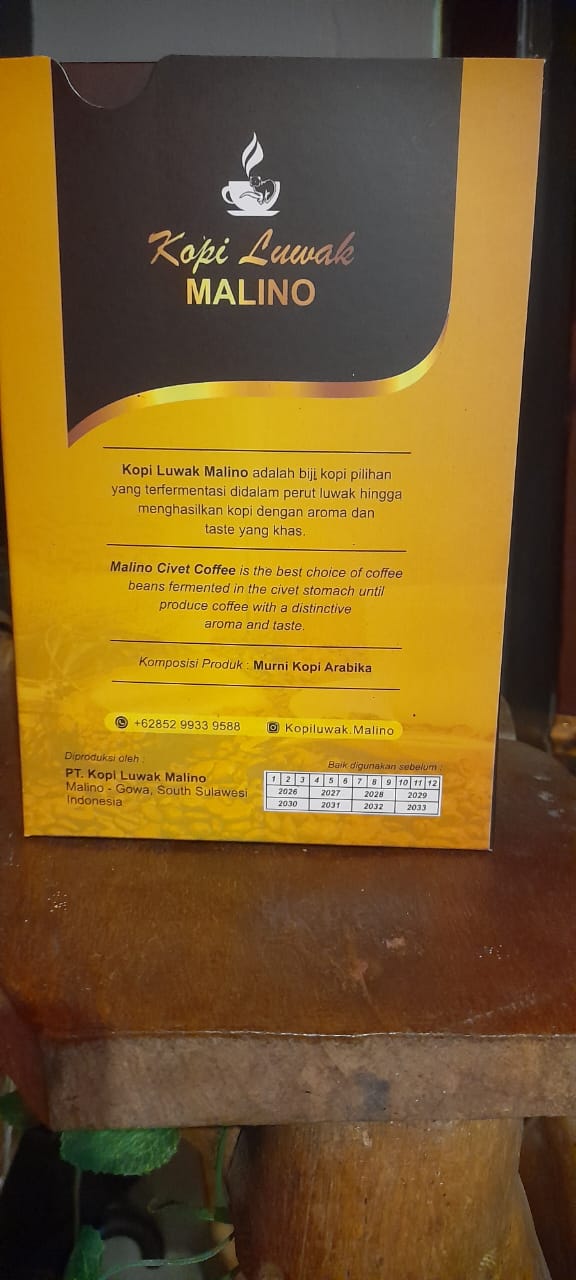 Kopi Luwak
MALINO
Kopi Luwak Malino adalah biji kopi pilihan
yang terfermentasi didalam perut luwak hingga
menghasilkan kopi dengan aroma dan
taste yang khas.
Malino Civet Coffee is the best choice of coffee
beans fermented in the civet stomach until
produce coffee with a distinctive
aroma and taste.
Komposisi Produk : Murni Kopi Arabika
+62852 9933 9588 Kopiluwak.Malino
Diproduksi oleh :
PT. Kopi Luwak Malino
Malino - Gowa, South Sulawesi
Indonesia
Baik digunakan sebelum :
1 2 3 4 5 6 7 8 9 10 11 12
2026 2027 2028 2029
2030 2031 2032 2033